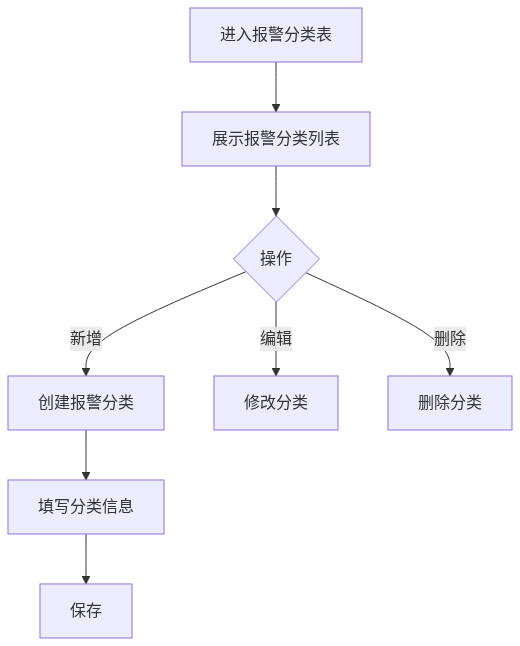 进入报警分类表
展示报警分类列表
操作
新增
编辑
删除
创建报警分类
修改分类
删除分类
填写分类信息
保存